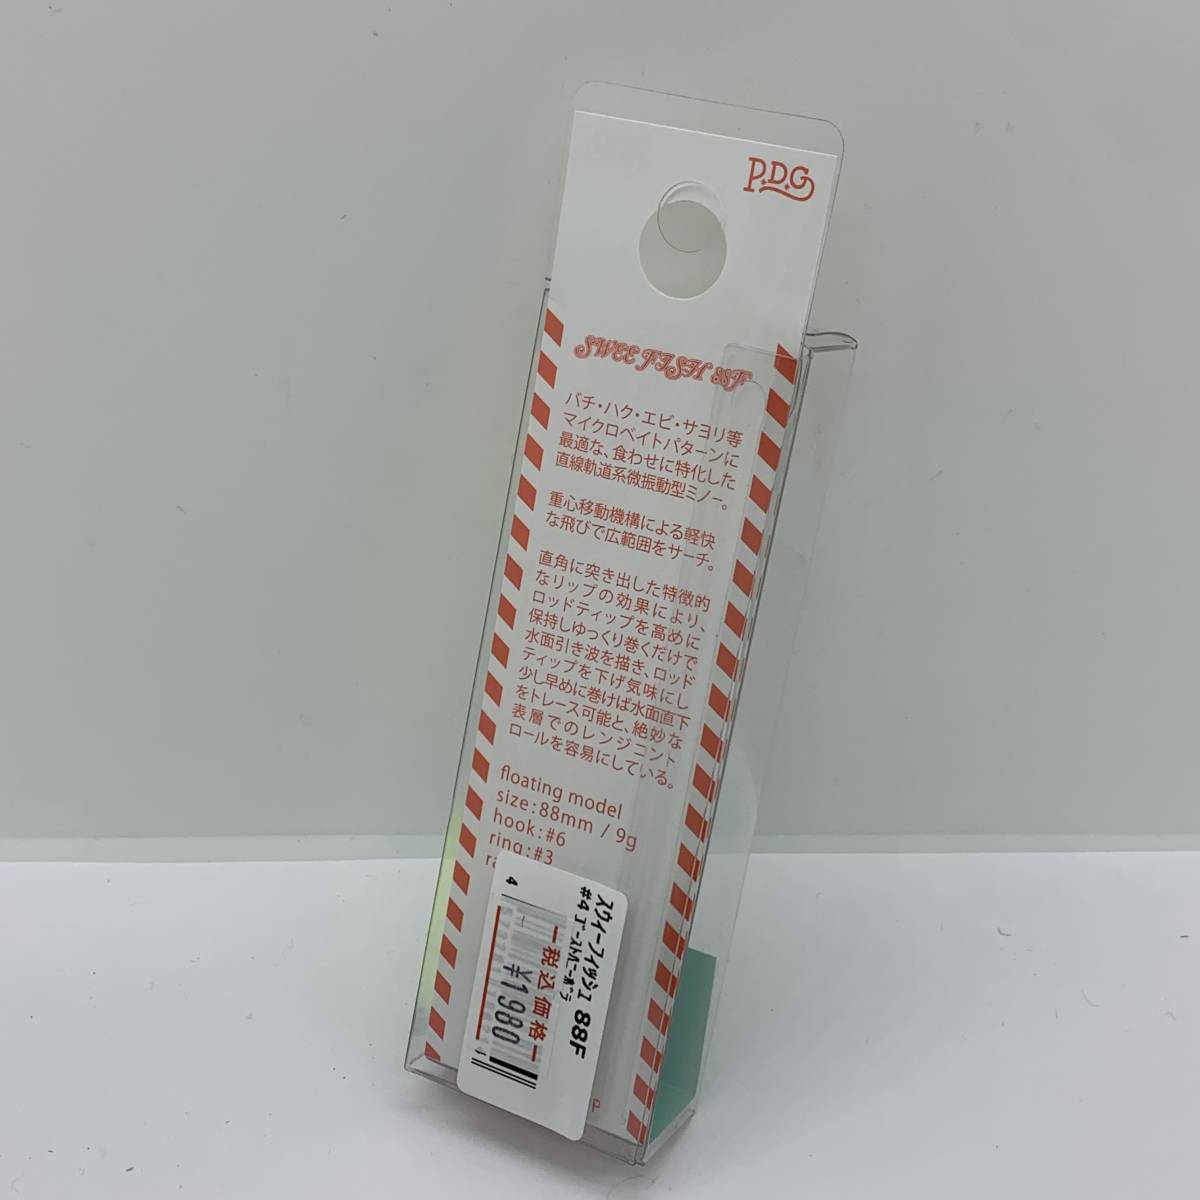 P.D.G
SWEE FISH 88F
バチ・ハク・エビ・サヨリ等
マイクロベイトパターンに
最適な、食わせに特化した
直線軌道系微振動型ミノー。
重心移動機構による軽快
な飛びで広範囲をサーチ。
直角に突き出した特徴的
なリップの効果により、
ロッドティップを高めに
保持しゆっくり巻くだけで
水面引き波を描き、ロッド
ティップを下げ気味にし
少し早めに巻けば水面直下
をトレース可能と、絶妙な
表層でのレンジコント
ロールを容易にしている。
floating model
size:88mm / 9g
hook:#6
ring:#3
スウィーフィッシュ 88F
税込価格
¥1980
4
P